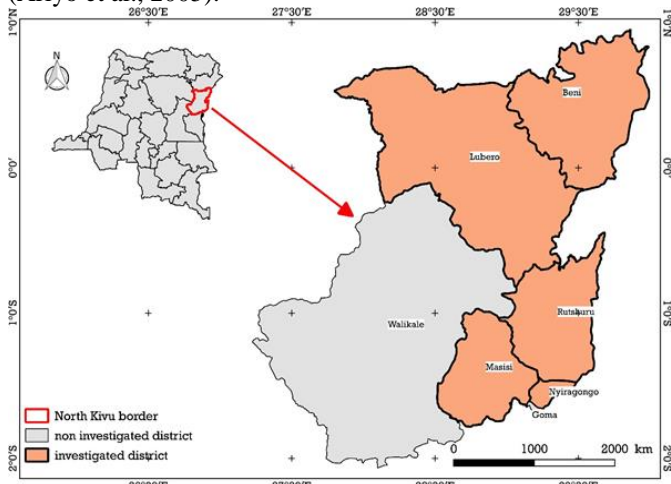 26°30'E 27°30'E 28°30'E 29°30'E
1°0'N 1°0'N
N
Beni
Lubero
0°0' 0°0'
1°0'S 1°0'S
Rutshuru
Walikale
Masisi
Nyiragongo
Goma
North Kivu border
non investigated district
investigated district
0 1000 2000 km
2°0'S 2°0'S